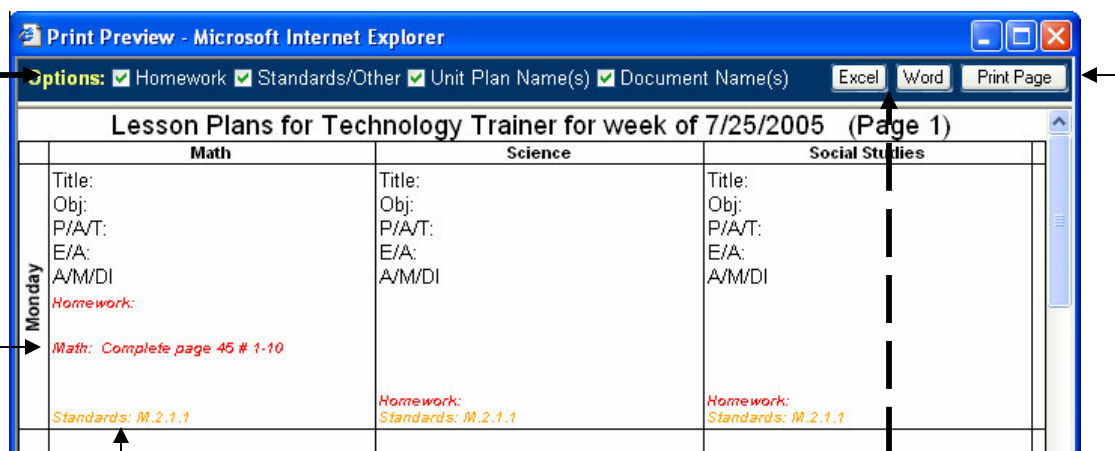 Print Preview - Microsoft Internet Explorer
Options: Homework Standards/Other Unit Plan Name(s) Document Name(s) Excel Word Print Page
Lesson Plans for Technology Trainer for week of 7/25/2005 (Page 1)
Math Science Social Studies
Monday
Title: Title: Title:
Obj: Obj: Obj:
P/A/T: P/A/T: P/A/T:
E/A: E/A: E/A:
A/M/DI A/M/DI A/M/DI
Homework:
Math: Complete page 45 # 1-10
Homework: Homework:
Standards: M.2.1.1 Standards: M.2.1.1 Standards: M.2.1.1